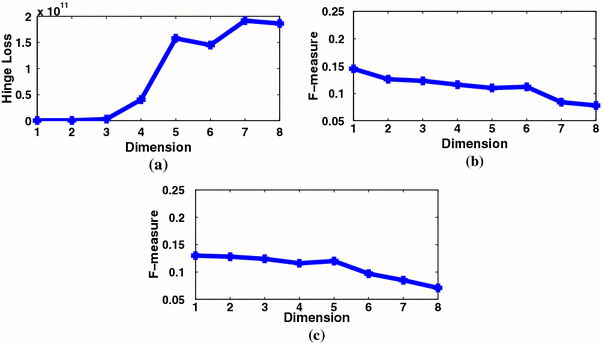 x 10¹¹
2
1.5
1
0.5
0
Hinge Loss
1 2 3 4 5 6 7 8
Dimension
(a)
0.25
0.2
0.15
0.1
0.05
F-measure
1 2 3 4 5 6 7 8
Dimension
(b)
0.25
0.2
0.15
0.1
0.05
F-measure
1 2 3 4 5 6 7 8
Dimension
(c)